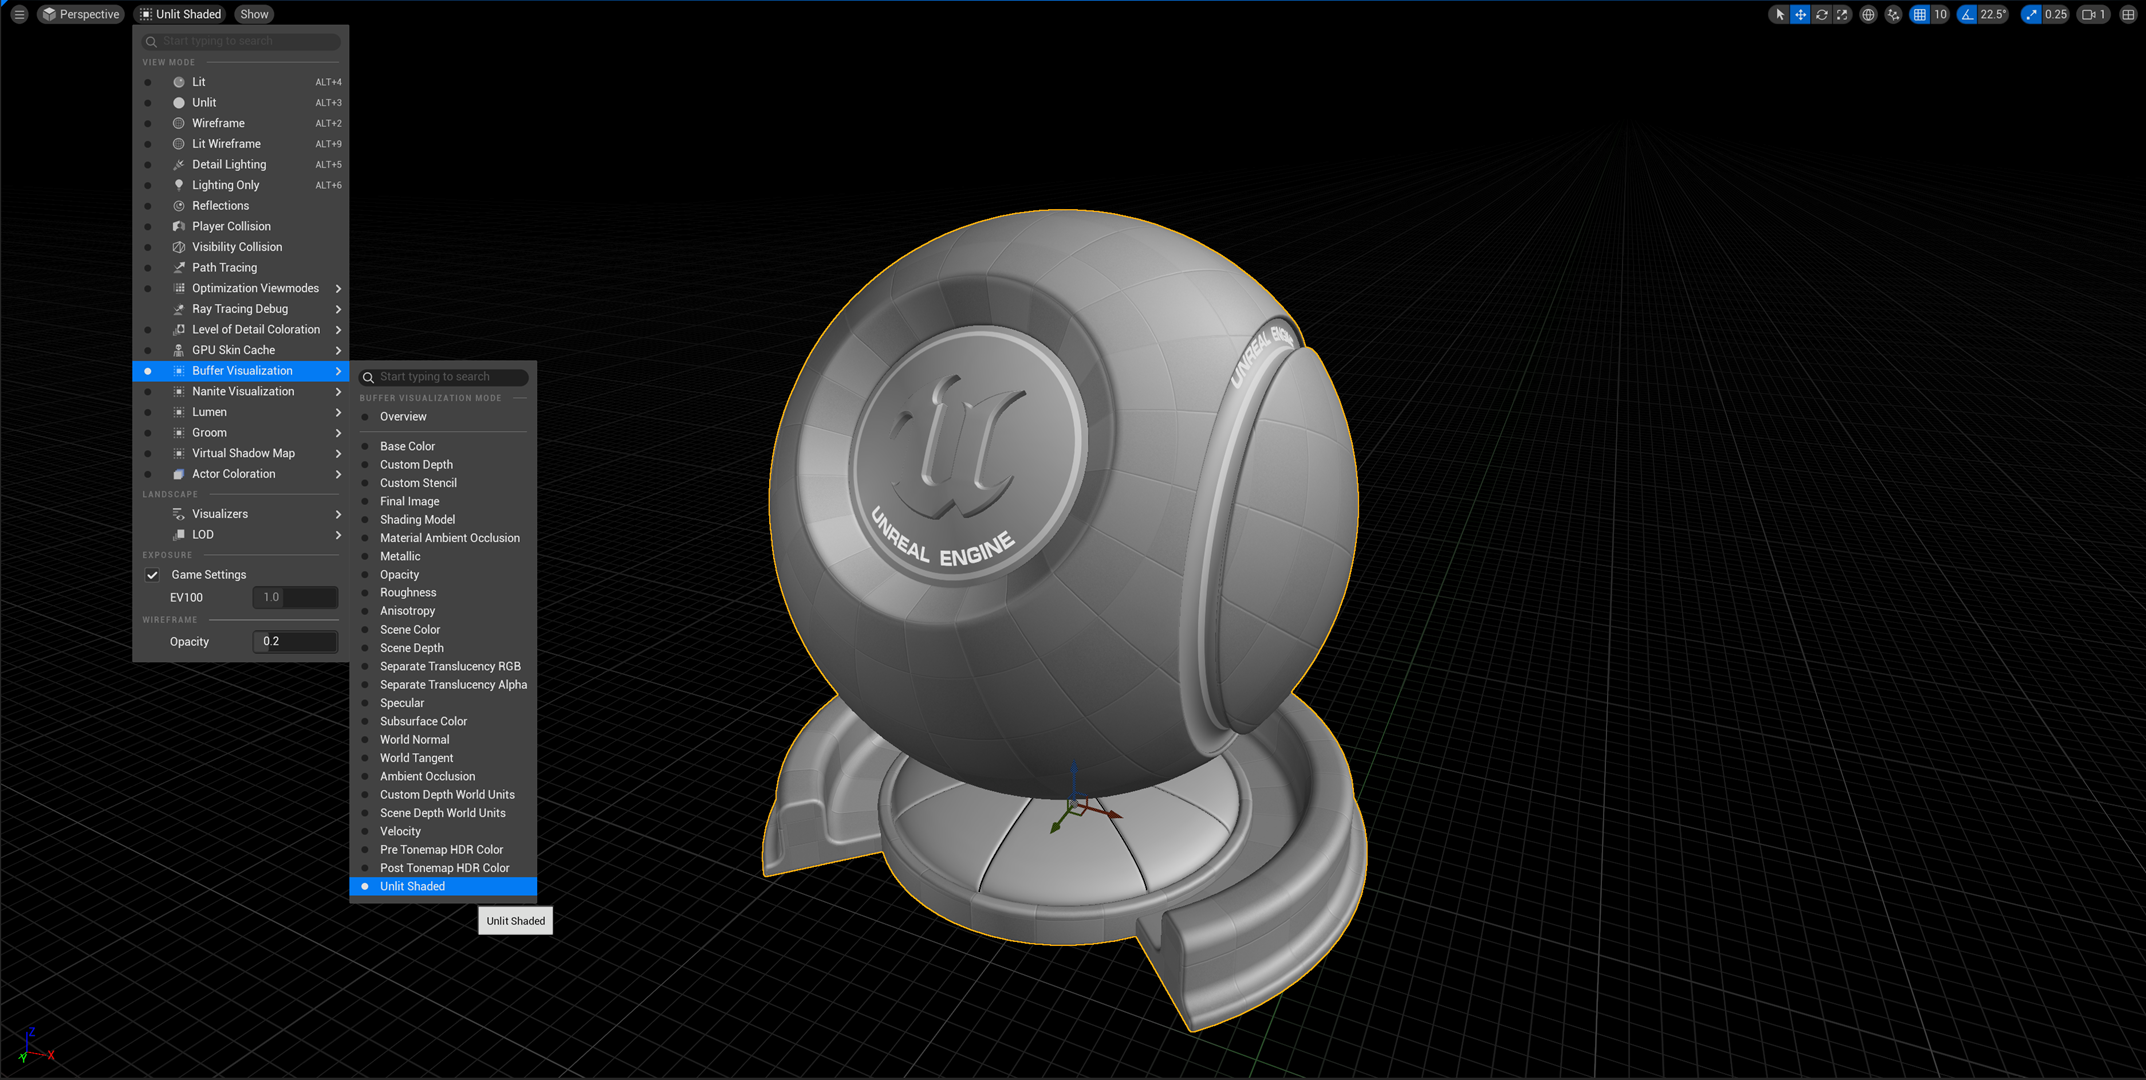 Perspective
Unlit Shaded
Show
10
22.5°
0.25
1
Start typing to search
VIEW MODE
Lit ALT+4
Unlit ALT+3
Wireframe ALT+2
Lit Wireframe ALT+9
Detail Lighting ALT+5
Lighting Only ALT+6
Reflections
Player Collision
Visibility Collision
Path Tracing
Optimization Viewmodes
Ray Tracing Debug
Level of Detail Coloration
GPU Skin Cache
Buffer Visualization
Nanite Visualization
Lumen
Groom
Virtual Shadow Map
Actor Coloration
LANDSCAPE
Visualizers
LOD
EXPOSURE
Game Settings
EV100 1.0
WIREFRAME
Opacity 0.2
Start typing to search
BUFFER VISUALIZATION MODE
Overview
Base Color
Custom Depth
Custom Stencil
Final Image
Shading Model
Material Ambient Occlusion
Metallic
Opacity
Roughness
Anisotropy
Scene Color
Scene Depth
Separate Translucency RGB
Separate Translucency Alpha
Specular
Subsurface Color
World Normal
World Tangent
Ambient Occlusion
Custom Depth World Units
Scene Depth World Units
Velocity
Pre Tonemap HDR Color
Post Tonemap HDR Color
Unlit Shaded
Unlit Shaded
UNREAL ENGINE
UNREAL ENGINE
Z
Y
X